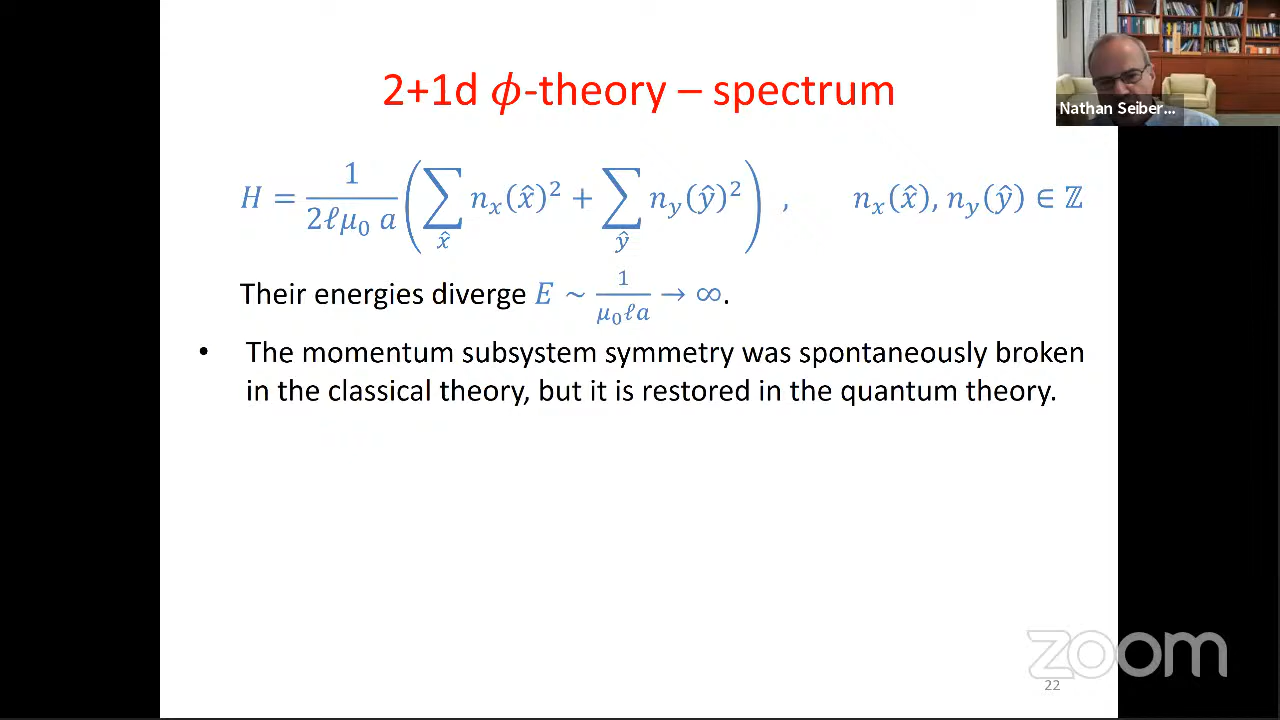 2+1d 𝜙-theory – spectrum
Nathan Seiber...
H = 1/(2ℓμ₀ a) (∑_x̂ nₓ(x̂)² + ∑_ŷ n_y(ŷ)²) , nₓ(x̂), n_y(ŷ) ∈ ℤ
Their energies diverge E ~ 1/(μ₀ℓa) → ∞.
• The momentum subsystem symmetry was spontaneously broken
in the classical theory, but it is restored in the quantum theory.
zoom
22